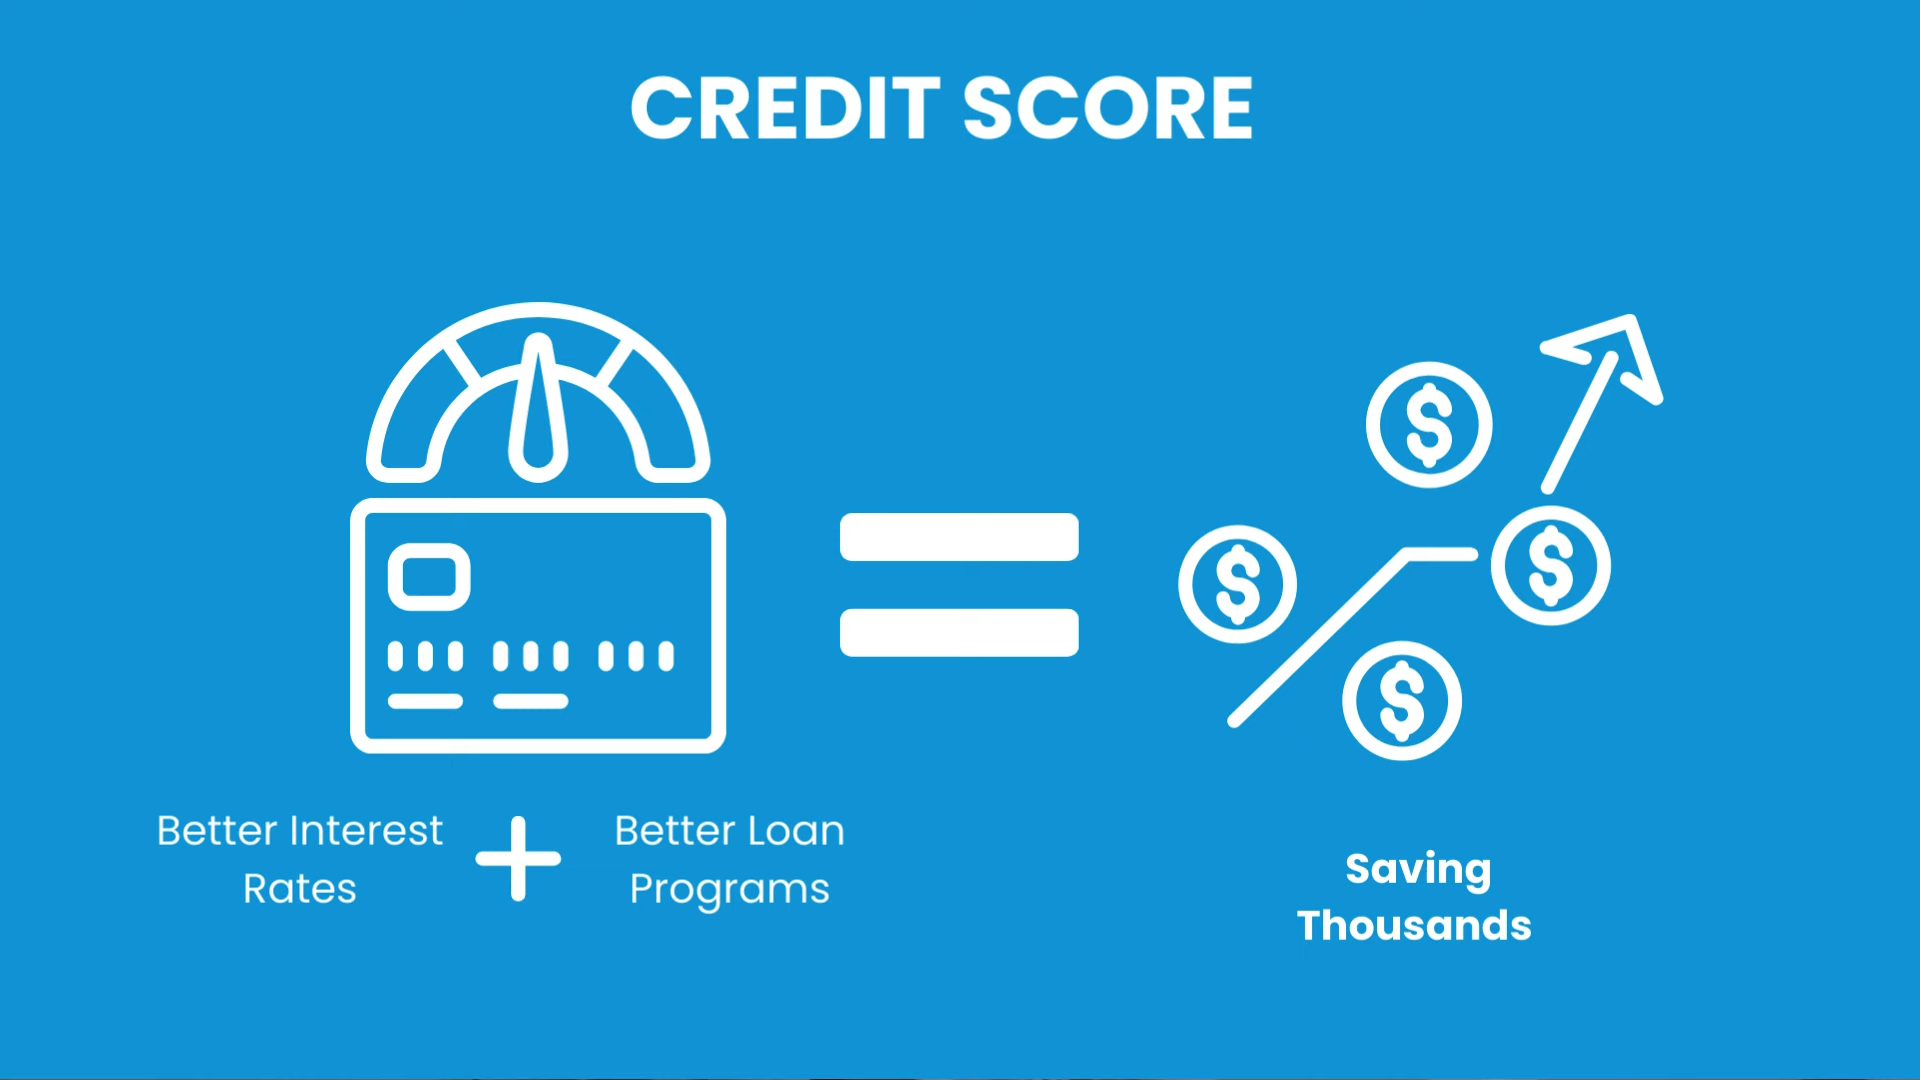 CREDIT SCORE
Better Interest
Rates
Better Loan
Programs
Saving
Thousands